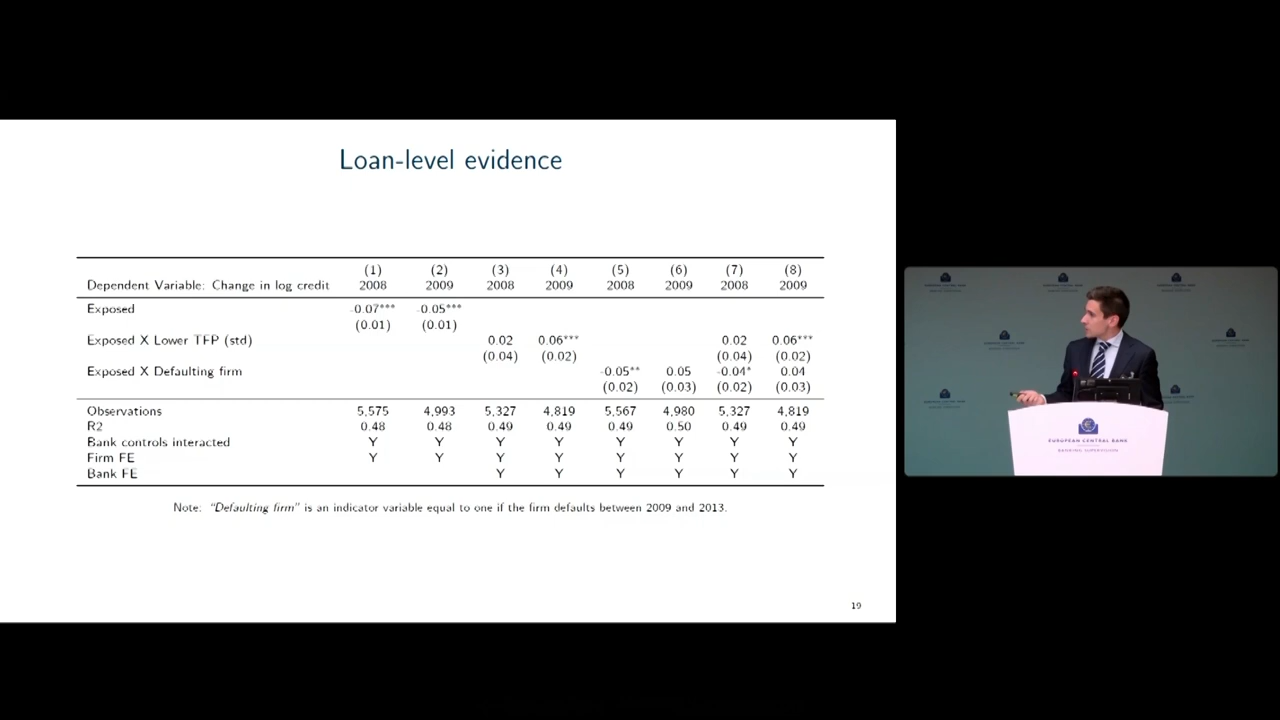 Loan-level evidence
(1) (2) (3) (4) (5) (6) (7) (8)
Dependent Variable: Change in log credit 2008 2009 2008 2009 2008 2009 2008 2009
Exposed -0.07*** -0.05***
(0.01) (0.01)
Exposed X Lower TFP (std) 0.02 0.06*** 0.02 0.06***
(0.04) (0.02) (0.04) (0.02)
Exposed X Defaulting firm -0.05** 0.05 -0.04* 0.04
(0.02) (0.03) (0.02) (0.03)
Observations 5,575 4,993 5,327 4,819 5,567 4,980 5,327 4,819
R2 0.48 0.48 0.49 0.49 0.49 0.50 0.49 0.49
Bank controls interacted Y Y Y Y Y Y Y Y
Firm FE Y Y Y Y Y Y Y Y
Bank FE Y Y Y Y Y Y
Note: "Defaulting firm" is an indicator variable equal to one if the firm defaults between 2009 and 2013.
19
EUROPEAN CENTRAL BANK
BANKING SUPERVISION